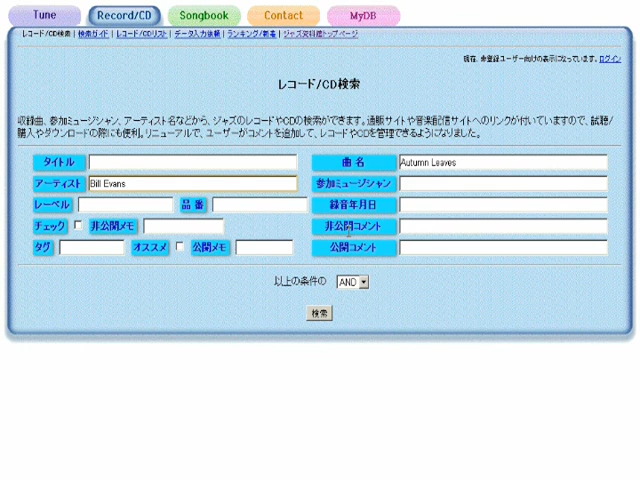 Tune Record/CD Songbook Contact MyDB
レコード/CD検索 | 検索ガイド | レコード/CDリスト | データ入力依頼 | ランキング/新着 | ジャズ資料館トップページ
現在、未登録ユーザー向けの表示になっています。ログイン
レコード/CD検索
収録曲、参加ミュージシャン、アーティスト名などから、ジャズのレコードやCDの検索ができます。通販サイトや音楽配信サイトへのリンクが付いていますので、試聴/
購入やダウンロードの際にも便利。リニューアルで、ユーザーがコメントを追加して、レコードやCDを管理できるようになりました。
タイトル 曲 名 Autumn Leaves
アーティスト Bill Evans 参加ミュージシャン
レーベル 品 番 録音年月日
チェック 非公開メモ 非公開コメント
タグ オススメ 公開メモ 公開コメント
以上の条件の AND
検索